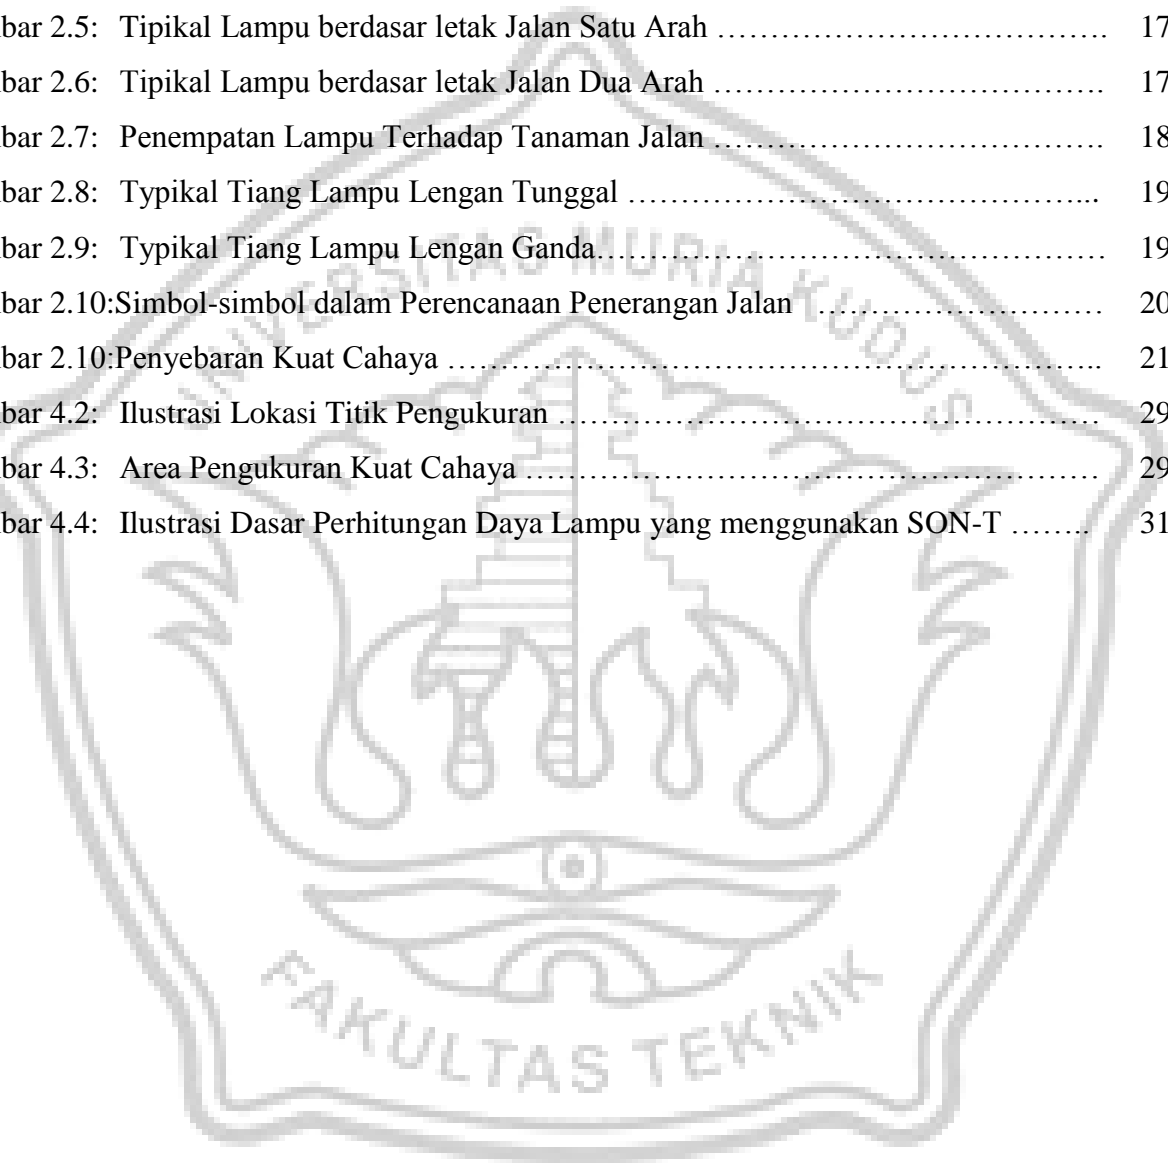 bar 2.5: Tipikal Lampu berdasar letak Jalan Satu Arah ………………………………. 17
bar 2.6: Tipikal Lampu berdasar letak Jalan Dua Arah ………………………………. 17
bar 2.7: Penempatan Lampu Terhadap Tanaman Jalan ………………………………. 18
bar 2.8: Typikal Tiang Lampu Lengan Tunggal …………………………………….... 19
bar 2.9: Typikal Tiang Lampu Lengan Ganda………………………………………… 19
bar 2.10:Simbol-simbol dalam Perencanaan Penerangan Jalan ……………………… 20
bar 2.10:Penyebaran Kuat Cahaya …………………………………………………….. 21
bar 4.2: Ilustrasi Lokasi Titik Pengukuran …………………………………………… 29
bar 4.3: Area Pengukuran Kuat Cahaya ……………………………………………… 29
bar 4.4: Ilustrasi Dasar Perhitungan Daya Lampu yang menggunakan SON-T …….. 31
UNIVERSITAS MURIA KUDUS
FAKULTAS TEKNIK